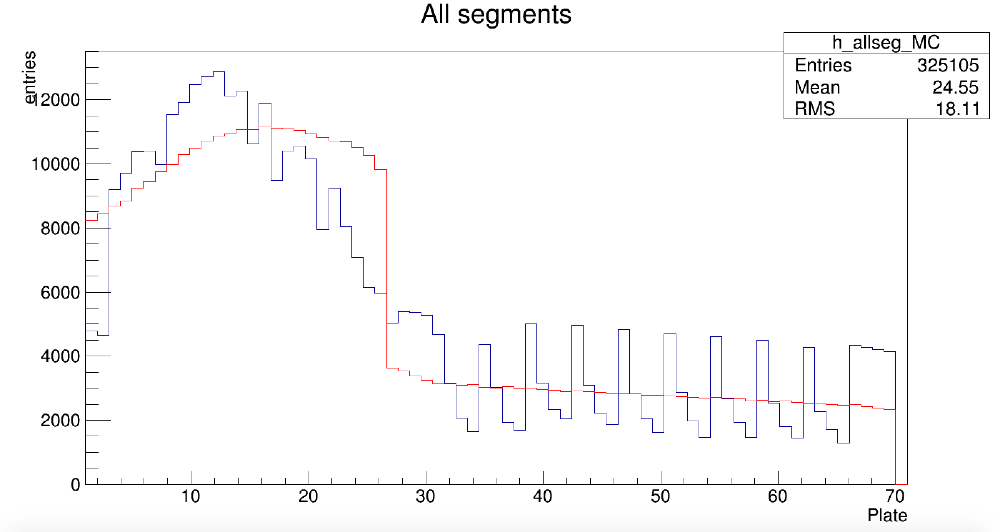 All segments
h_allseg_MC
Entries 325105
Mean 24.55
RMS 18.11
entries
12000
10000
8000
6000
4000
2000
0
10 20 30 40 50 60 70
Plate